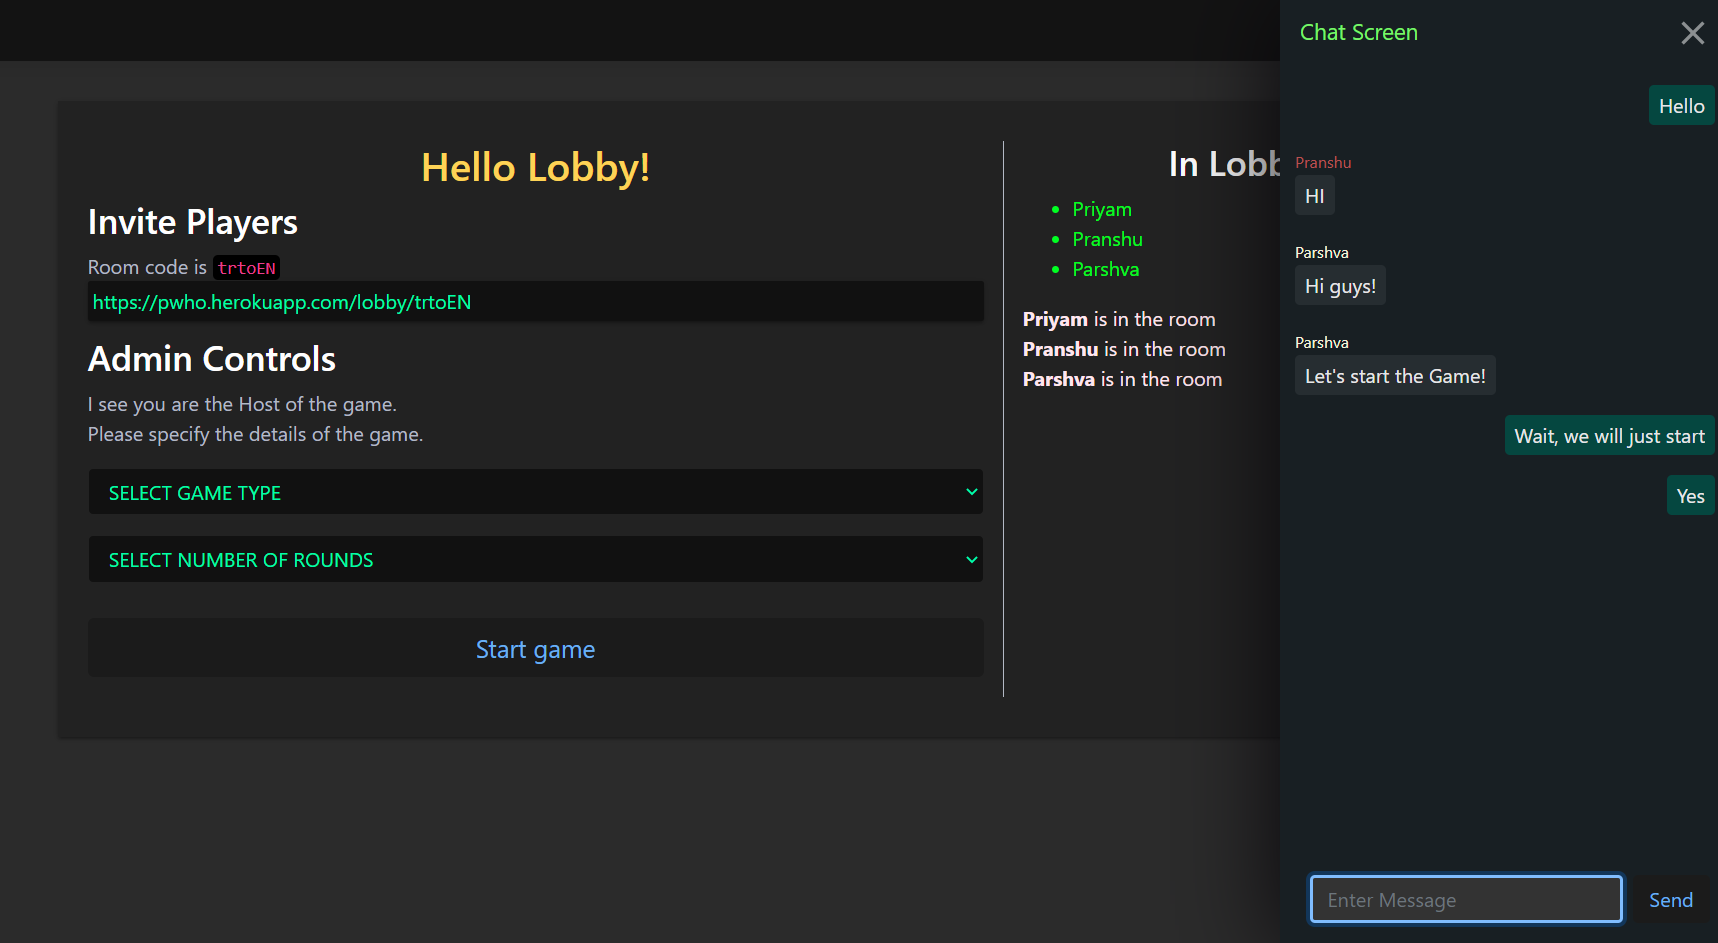 Hello Lobby!
Invite Players
Room code is trtoEN
https://pwho.herokuapp.com/lobby/trtoEN
Admin Controls
I see you are the Host of the game.
Please specify the details of the game.
SELECT GAME TYPE
SELECT NUMBER OF ROUNDS
Start game
In Lobb
Priyam
Pranshu
Parshva
Priyam is in the room
Pranshu is in the room
Parshva is in the room
Chat Screen
Hello
Pranshu
HI
Parshva
Hi guys!
Parshva
Let's start the Game!
Wait, we will just start
Yes
Enter Message
Send